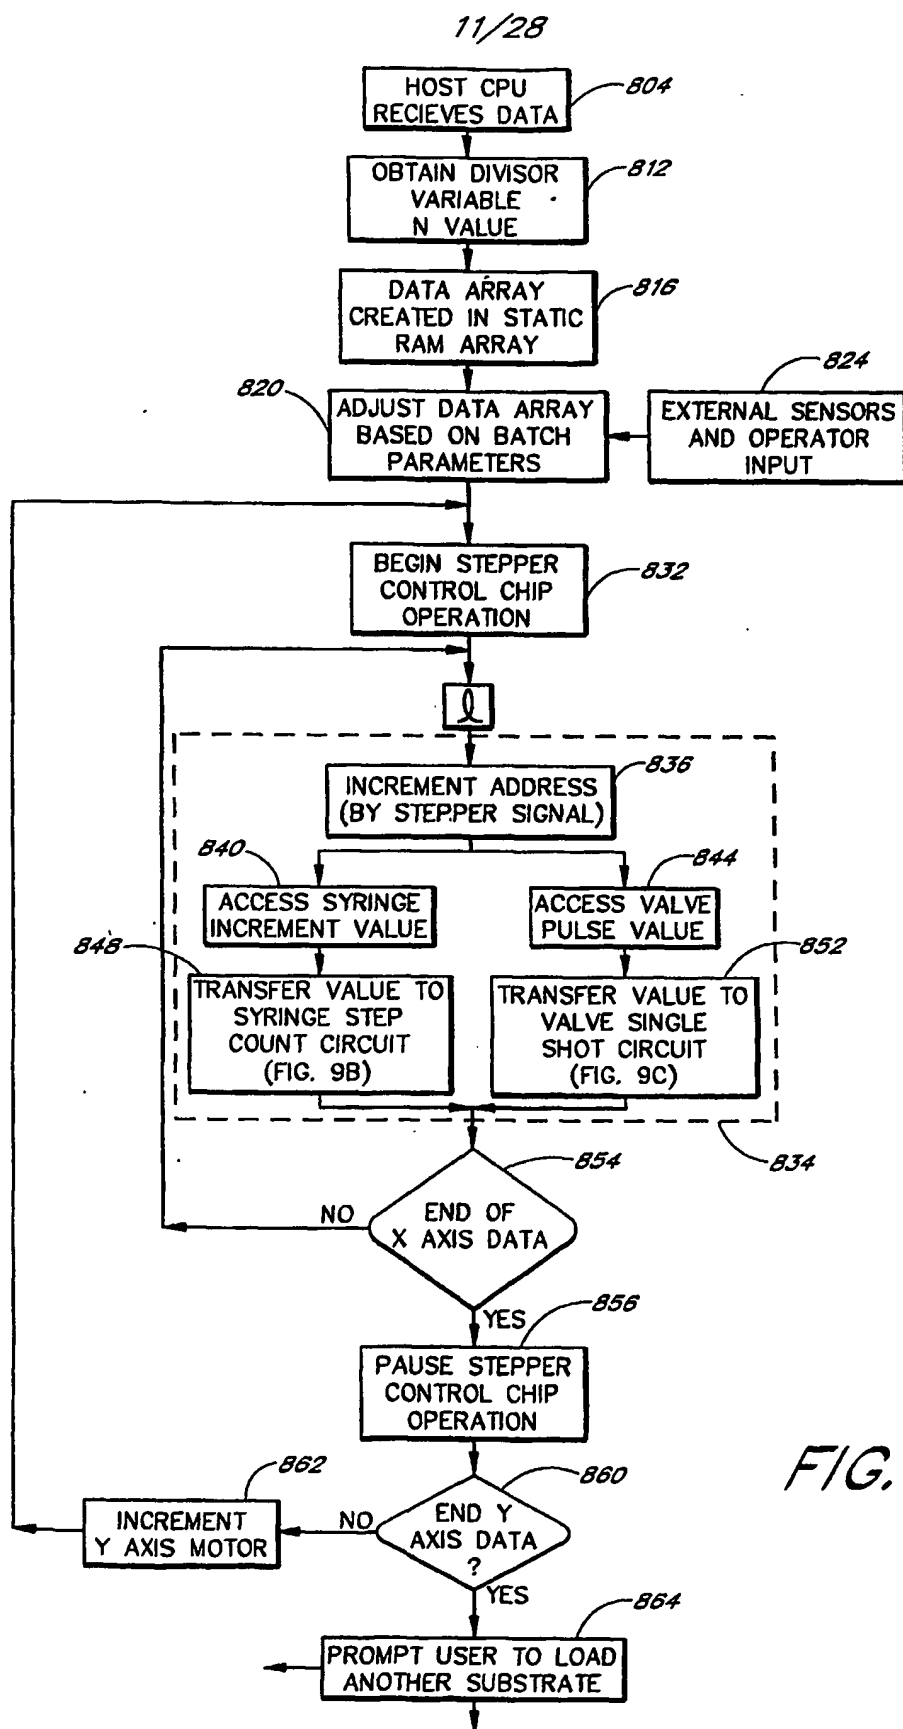 11/28
HOST CPU
RECIEVES DATA
804
OBTAIN DIVISOR
VARIABLE
N VALUE
812
DATA ARRAY
CREATED IN STATIC
RAM ARRAY
816
820
ADJUST DATA ARRAY
BASED ON BATCH
PARAMETERS
824
EXTERNAL SENSORS
AND OPERATOR
INPUT
BEGIN STEPPER
CONTROL CHIP
OPERATION
832
l
INCREMENT ADDRESS
(BY STEPPER SIGNAL)
836
840
ACCESS SYRINGE
INCREMENT VALUE
844
ACCESS VALVE
PULSE VALUE
848
TRANSFER VALUE TO
SYRINGE STEP
COUNT CIRCUIT
(FIG. 9B)
852
TRANSFER VALUE TO
VALVE SINGLE
SHOT CIRCUIT
(FIG. 9C)
834
854
END OF
X AXIS DATA
NO
YES
856
PAUSE STEPPER
CONTROL CHIP
OPERATION
860
END Y
AXIS DATA
?
NO
862
INCREMENT
Y AXIS MOTOR
YES
864
PROMPT USER TO LOAD
ANOTHER SUBSTRATE
FIG.